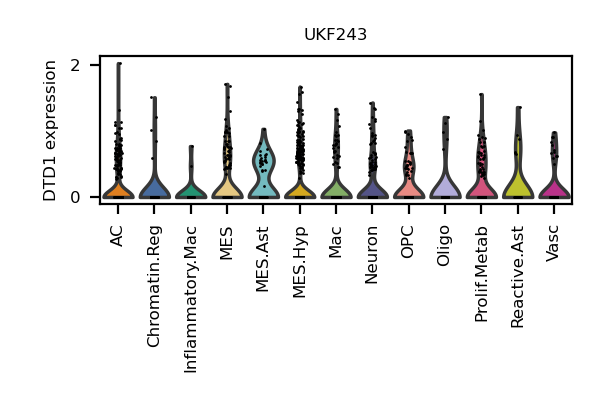 UKF243
DTD1 expression
2
0
AC
Chromatin.Reg
Inflammatory.Mac
MES
MES.Ast
MES.Hyp
Mac
Neuron
OPC
Oligo
Prolif.Metab
Reactive.Ast
Vasc